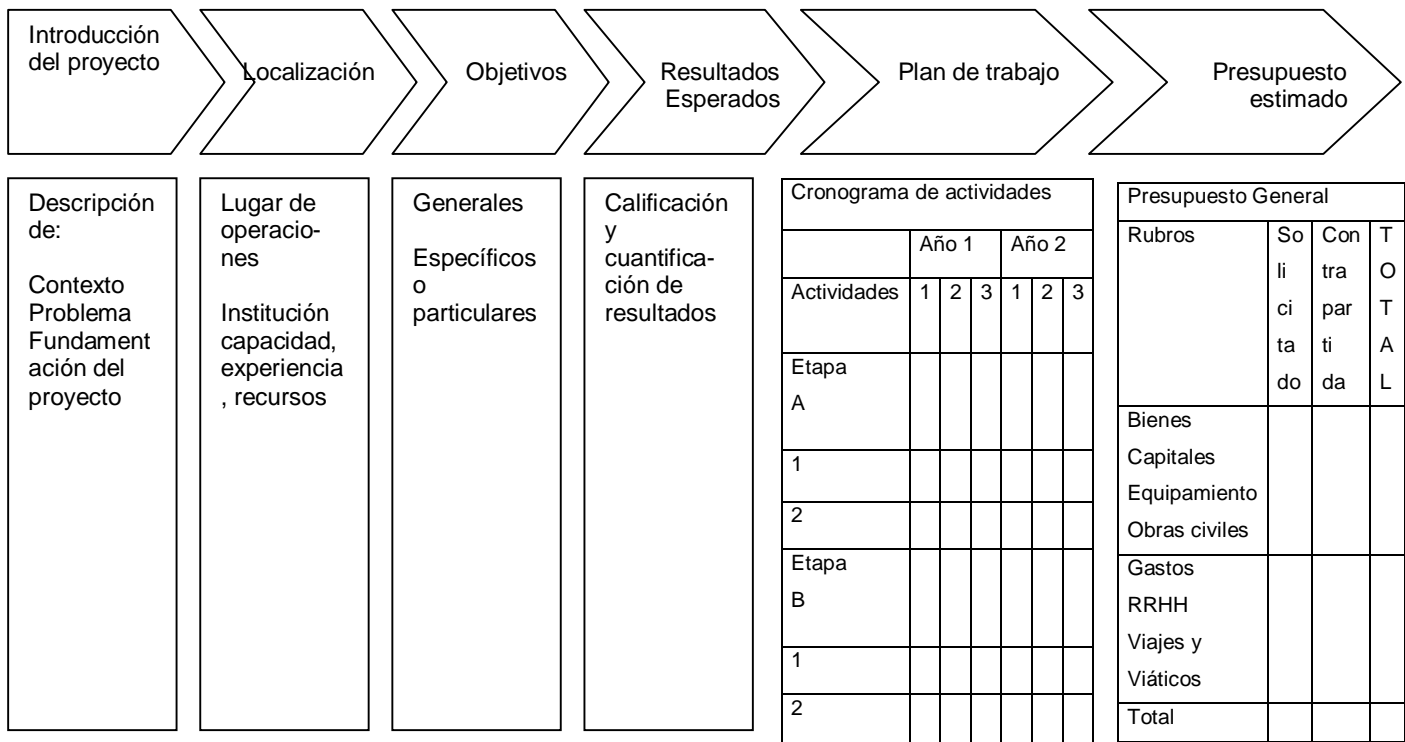 Introducción
del proyecto
Localización
Objetivos
Resultados
Esperados
Plan de trabajo
Presupuesto
estimado
Descripción
de:
Contexto
Problema
Fundament
ación del
proyecto
Lugar de
operacio-
nes
Institución
capacidad,
experiencia
, recursos
Generales
Específicos
o
particulares
Calificación
y
cuantifica-
ción de
resultados
Cronograma de actividades
Año 1 Año 2
Actividades 1 2 3 1 2 3
Etapa
A
1
2
Etapa
B
1
2
Presupuesto General
Rubros So Con T
li tra O
ci par T
ta ti A
do da L
Bienes
Capitales
Equipamiento
Obras civiles
Gastos
RRHH
Viajes y
Viáticos
Total